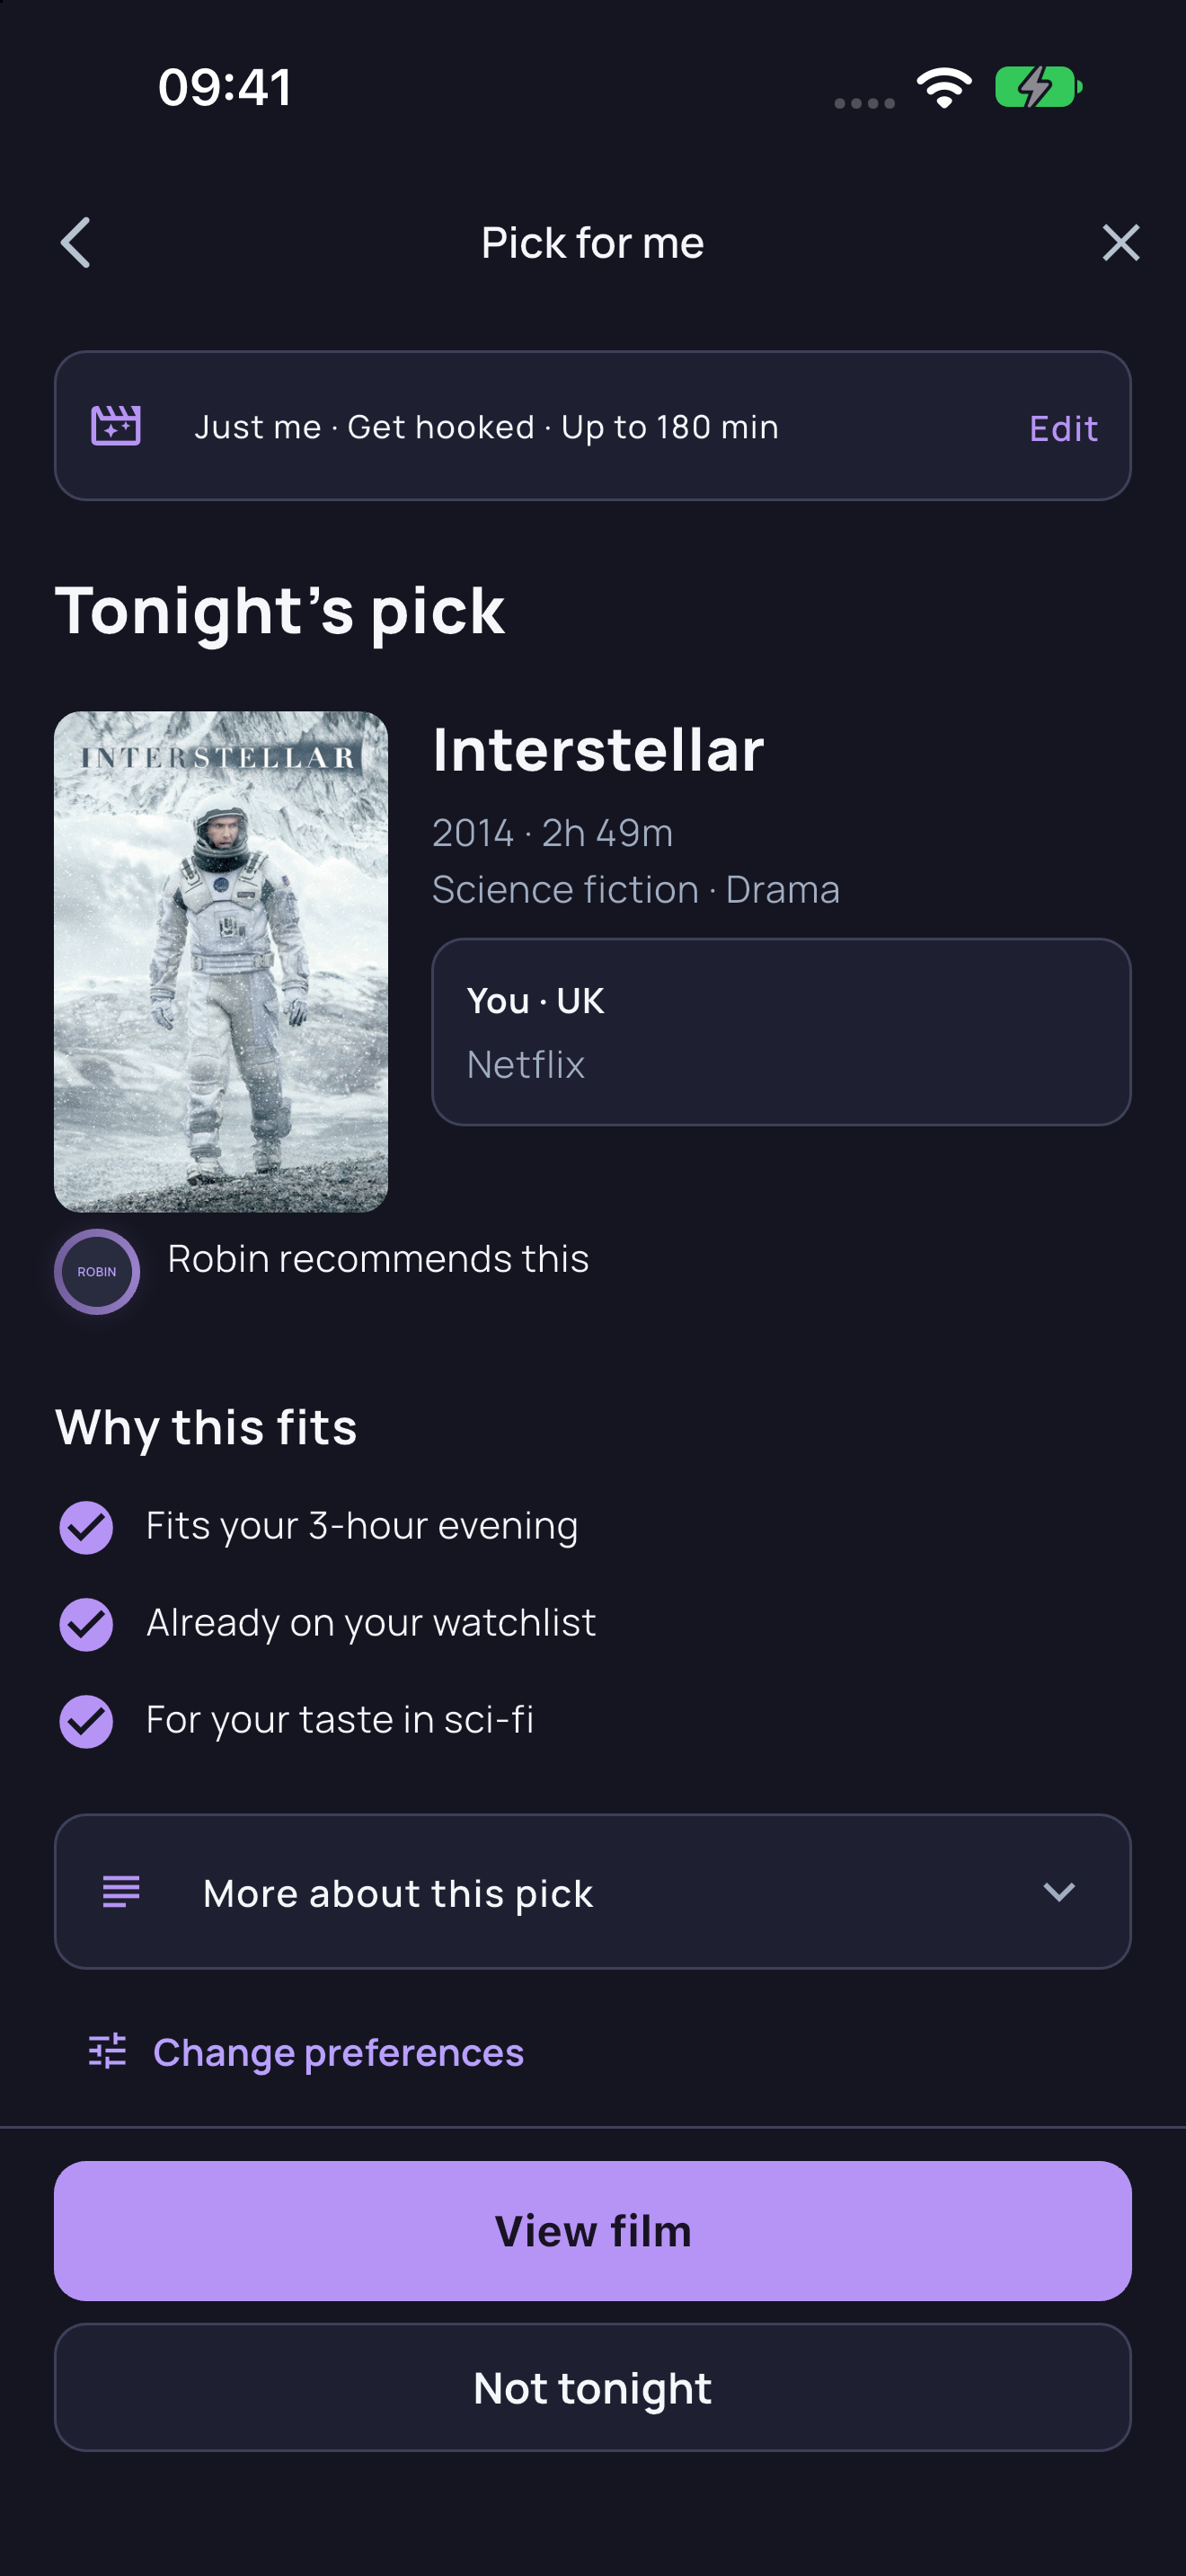 09:41
Pick for me
Just me · Get hooked · Up to 180 min
Edit
Tonight’s pick
INTERSTELLAR
Interstellar
2014 · 2h 49m
Science fiction · Drama
You · UK
Netflix
ROBIN
Robin recommends this
Why this fits
Fits your 3-hour evening
Already on your watchlist
For your taste in sci-fi
More about this pick
Change preferences
View film
Not tonight